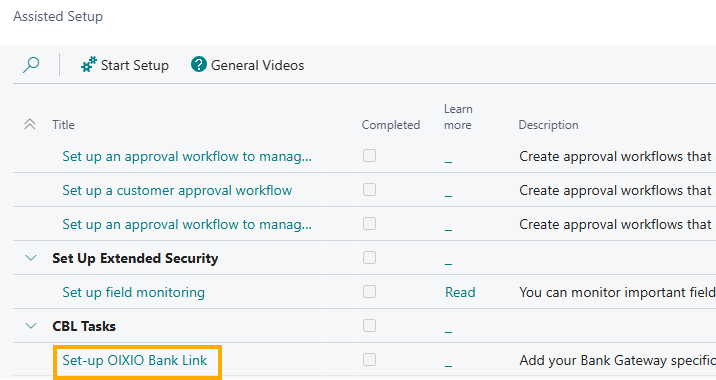 Assisted Setup
Start Setup General Videos
Title Completed Learn more Description
Set up an approval workflow to manag... _ Create approval workflows that
Set up a customer approval workflow _ Create approval workflows that
Set up an approval workflow to manag... _ Create approval workflows that
Set Up Extended Security _
Set up field monitoring Read You can monitor important field
CBL Tasks _
Set-up OIXIO Bank Link _ Add your Bank Gateway specific